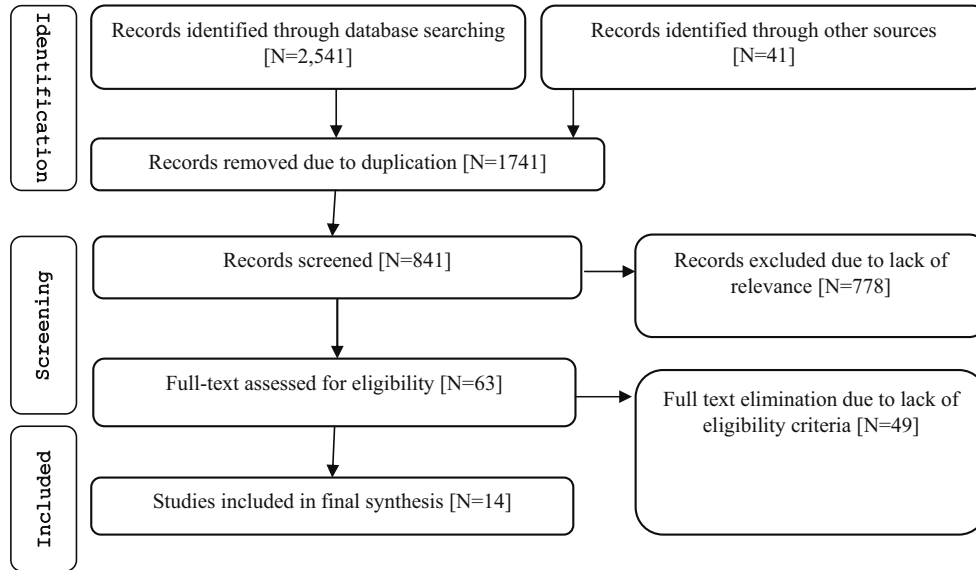 Identification
Records identified through database searching
[N=2,541]
Records identified through other sources
[N=41]
Records removed due to duplication [N=1741]
Screening
Records screened [N=841]
Records excluded due to lack of
relevance [N=778]
Full-text assessed for eligibility [N=63]
Full text elimination due to lack of
eligibility criteria [N=49]
Included
Studies included in final synthesis [N=14]